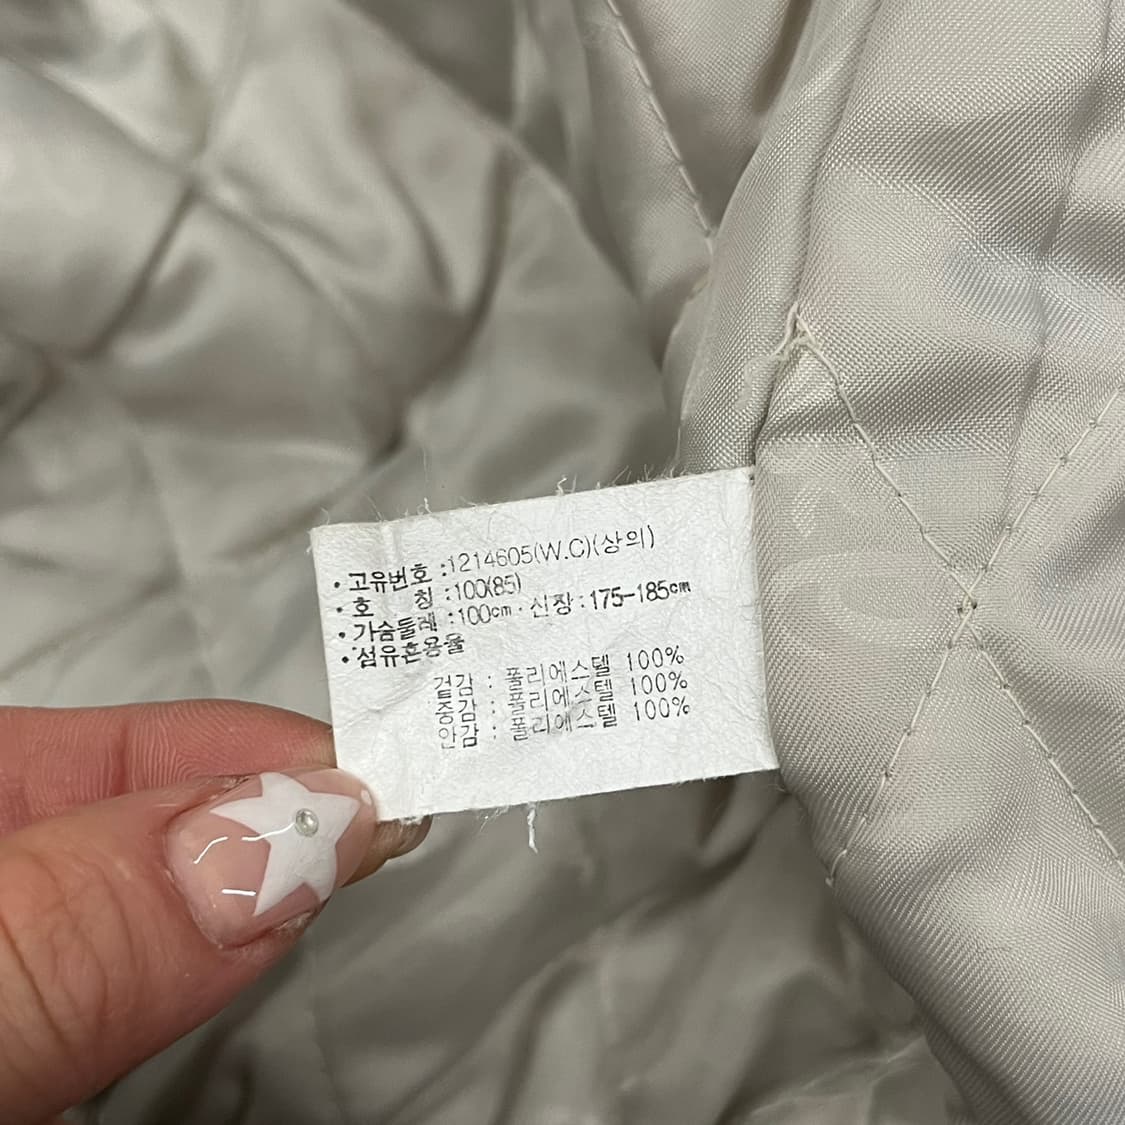 • 고유번호 : 1214605(W.C)(상의)
• 호 칭 : 100(85)
• 가슴둘레 : 100cm · 신장 : 175-185cm
• 섬유혼용율
겉감 : 폴리에스텔 100%
중감 : 폴리에스텔 100%
안감 : 폴리에스텔 100%